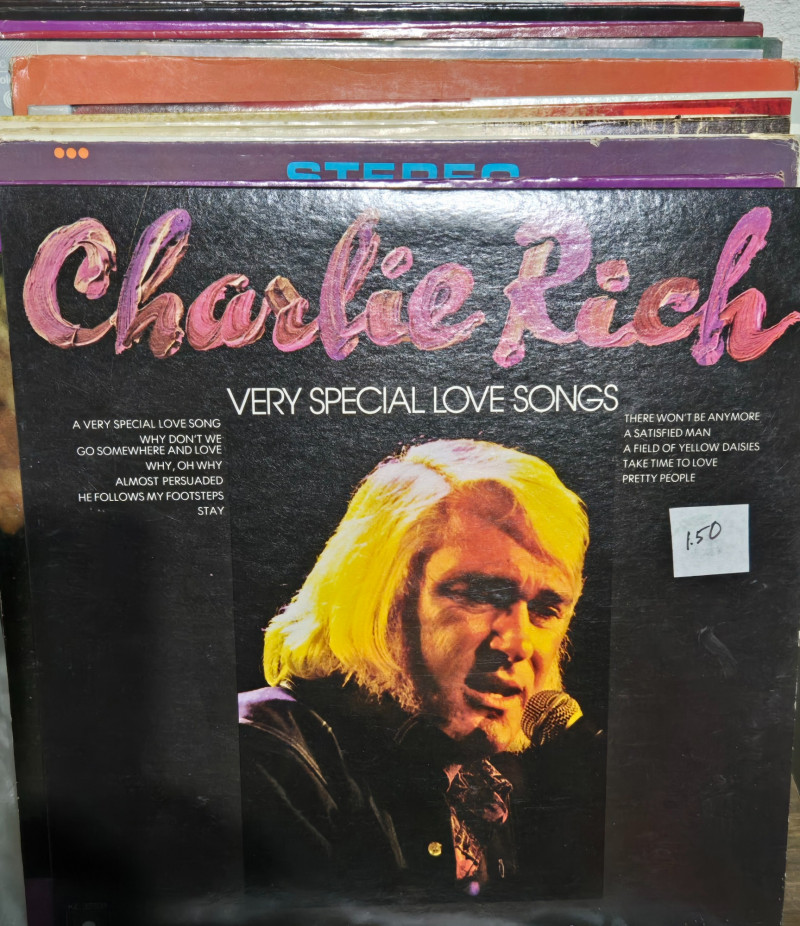 STEREO
Charlie Rich
VERY SPECIAL LOVE SONGS
A VERY SPECIAL LOVE SONG
WHY DON'T WE
GO SOMEWHERE AND LOVE
WHY, OH WHY
ALMOST PERSUADED
HE FOLLOWS MY FOOTSTEPS
STAY
THERE WON'T BE ANYMORE
A SATISFIED MAN
A FIELD OF YELLOW DAISIES
TAKE TIME TO LOVE
PRETTY PEOPLE
1.50